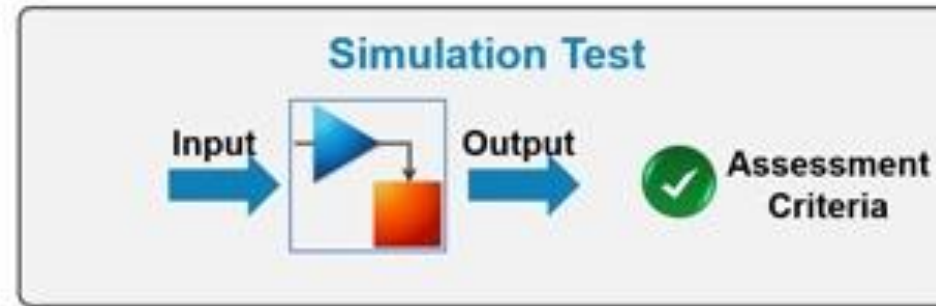 Simulation Test
Input
Output
Assessment
Criteria